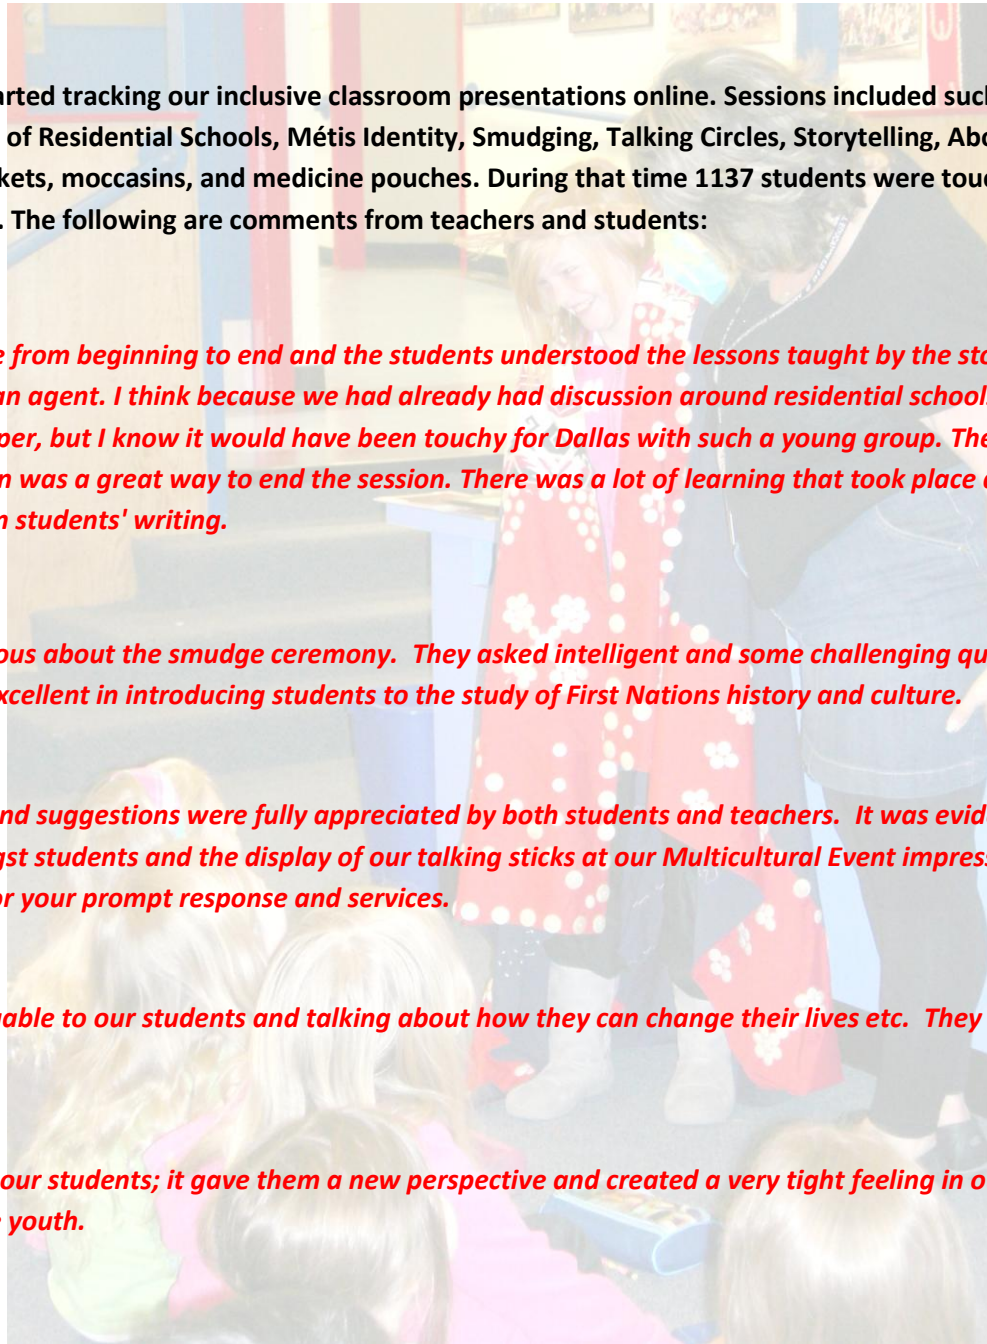 arted tracking our inclusive classroom presentations online. Sessions included such
of Residential Schools, Métis Identity, Smudging, Talking Circles, Storytelling, Abo
kets, moccasins, and medicine pouches. During that time 1137 students were touc
. The following are comments from teachers and students:
e from beginning to end and the students understood the lessons taught by the sto
an agent. I think because we had already had discussion around residential school
per, but I know it would have been touchy for Dallas with such a young group. The
n was a great way to end the session. There was a lot of learning that took place
n students' writing.
ous about the smudge ceremony. They asked intelligent and some challenging qu
xcellent in introducing students to the study of First Nations history and culture.
nd suggestions were fully appreciated by both students and teachers. It was evide
gst students and the display of our talking sticks at our Multicultural Event impress
or your prompt response and services.
able to our students and talking about how they can change their lives etc. They
our students; it gave them a new perspective and created a very tight feeling in o
youth.